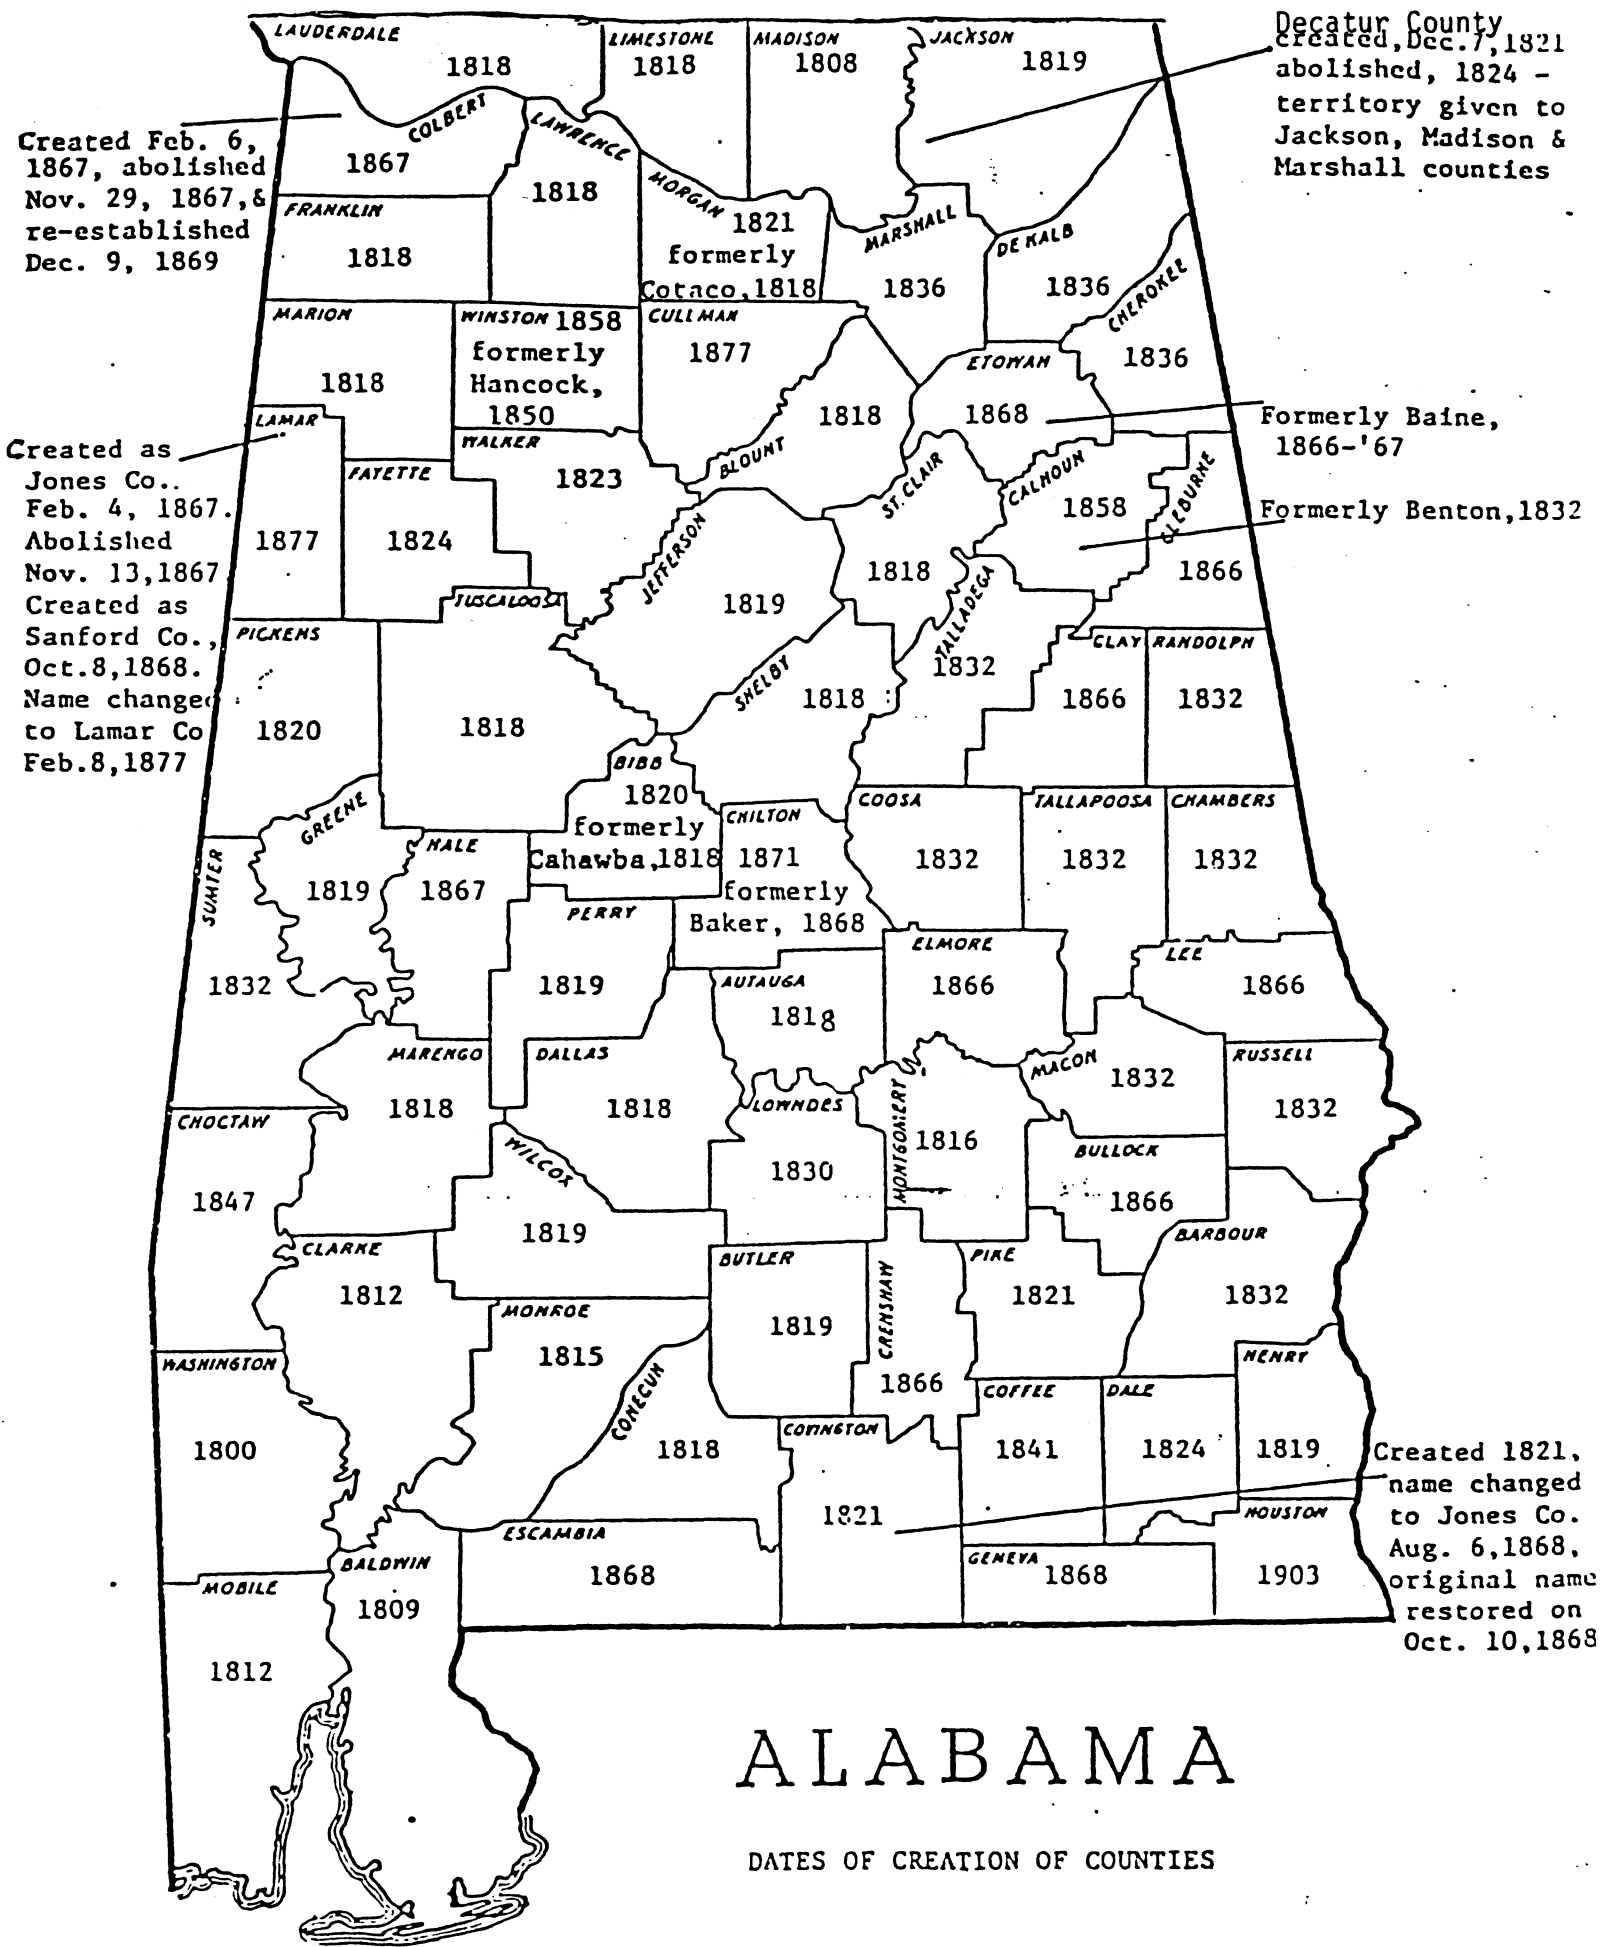 LAUDERDALE
1818
LIMESTONE
1818
MADISON
1808
JACKSON
1819
Decatur County
created, Dec.7,1821
abolished, 1824 -
territory given to
Jackson, Madison &
Marshall counties
Created Feb. 6,
1867, abolished
Nov. 29, 1867,&
re-established
Dec. 9, 1869
COLBERT
1867
LAWRENCE
1818
FRANKLIN
1818
MORGAN
1821
formerly
Cotaco,1818
MARSHALL
1836
DE KALB
1836
CHEROKEE
1836
MARION
1818
WINSTON 1858
formerly
Hancock,
1850
CULLMAN
1877
BLOUNT
1818
ETOWAH
1868
Formerly Baine,
1866-'67
Created as
Jones Co..
Feb. 4, 1867.
Abolished
Nov. 13,1867
Created as
Sanford Co.,
Oct.8,1868.
Name changed
to Lamar Co
Feb.8,1877
LAMAR
1877
FAYETTE
1824
WALKER
1823
JEFFERSON
1819
ST. CLAIR
1818
CALHOUN
1858
Formerly Benton,1832
CLEBURNE
1866
PICKENS
1820
TUSCALOOSA
1818
SHELBY
1818
TALLADEGA
1832
CLAY
1866
RANDOLPH
1832
GREENE
1819
HALE
1867
BIBB
1820
formerly
Cahawba,1818
CHILTON
1871
formerly
Baker, 1868
COOSA
1832
TALLAPOOSA
1832
CHAMBERS
1832
SUMTER
1832
PERRY
1819
AUTAUGA
1818
ELMORE
1866
LEE
1866
MARENGO
1818
DALLAS
1818
LOWNDES
1830
MONTGOMERY
1816
MACON
1832
RUSSELL
1832
CHOCTAW
1847
WILCOX
1819
BULLOCK
1866
CLARKE
1812
BUTLER
1819
CRENSHAW
1866
PIKE
1821
BARBOUR
1832
WASHINGTON
1800
MONROE
1815
CONECUH
1818
COVINGTON
1821
COFFEE
1841
DALE
1824
HENRY
1819
Created 1821,
name changed
to Jones Co.
Aug. 6,1868,
original name
restored on
Oct. 10,1868
MOBILE
1812
BALDWIN
1809
ESCAMBIA
1868
GENEVA
1868
HOUSTON
1903
ALABAMA
DATES OF CREATION OF COUNTIES